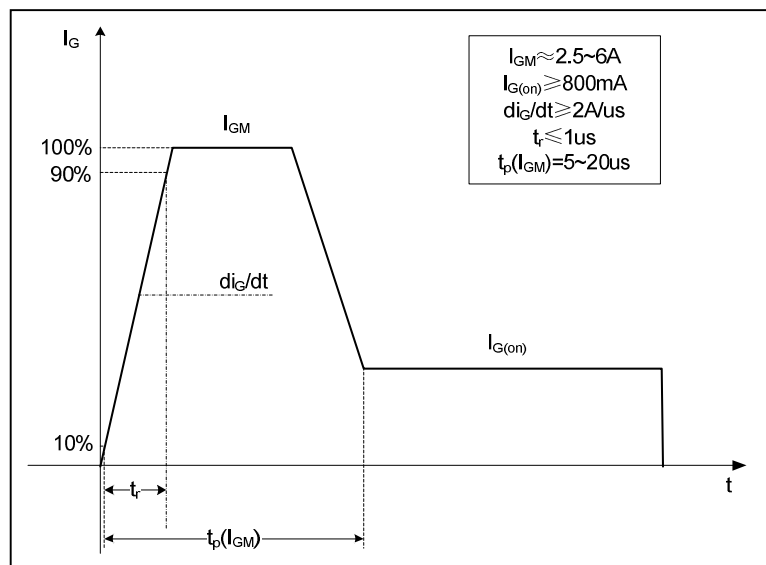 I_G
I_GM≈2.5~6A
I_G(on)≥800mA
di_G/dt≥2A/us
t_r≤1us
t_p(I_GM)=5~20us
I_GM
100%
90%
di_G/dt
I_G(on)
10%
t
t_r
t_p(I_GM)